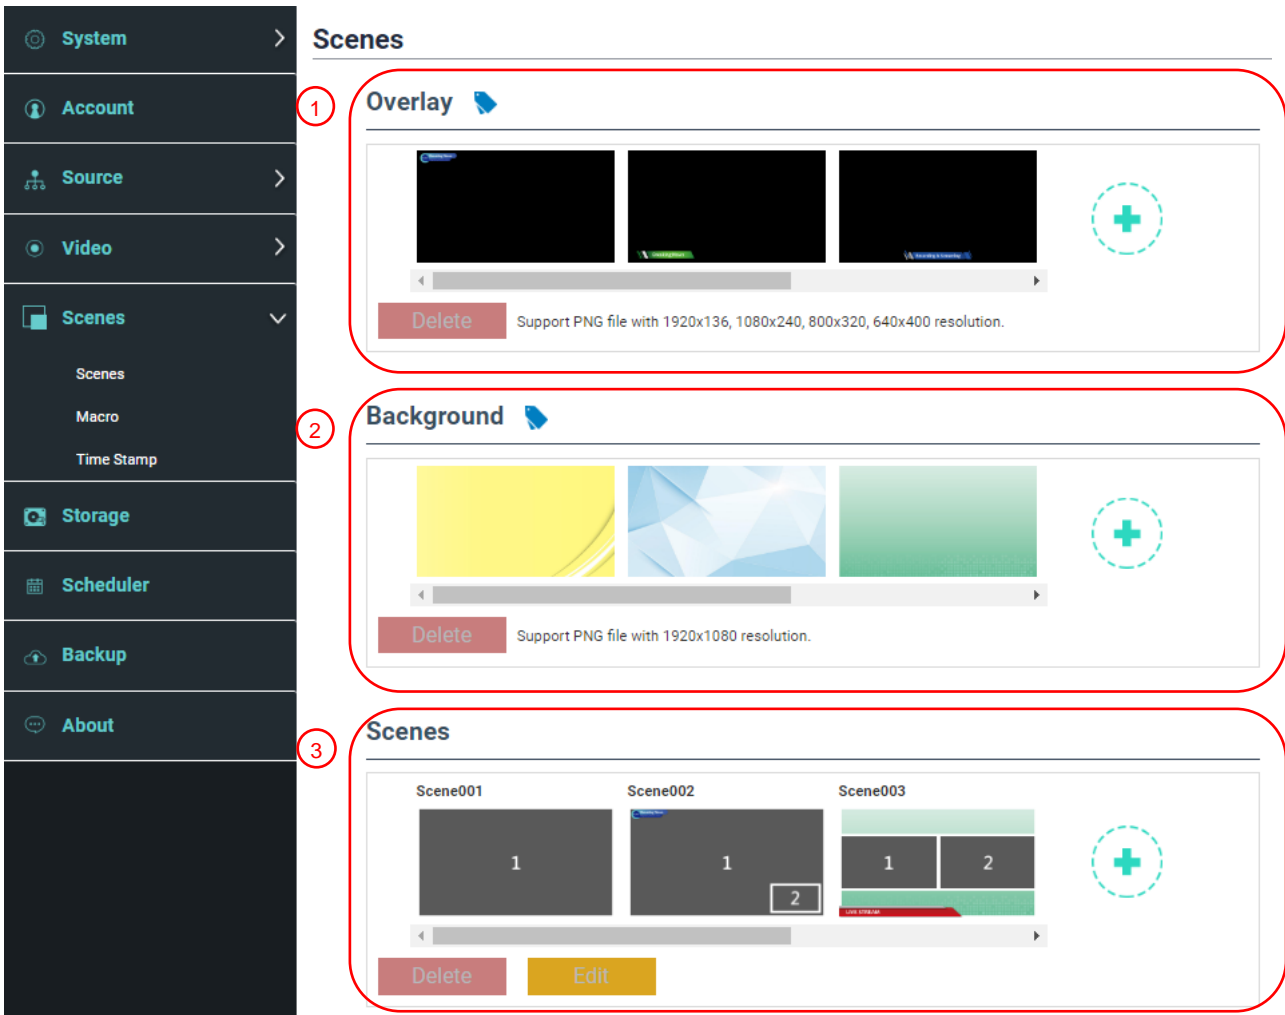 System
Account
Source
Video
Scenes
Scenes
Macro
Time Stamp
Storage
Scheduler
Backup
About
Scenes
1
Overlay
Delete
Support PNG file with 1920x136, 1080x240, 800x320, 640x400 resolution.
2
Background
Delete
Support PNG file with 1920x1080 resolution.
3
Scenes
Scene001
Scene002
Scene003
1
1
2
1
2
LIVE STREAM
Delete
Edit